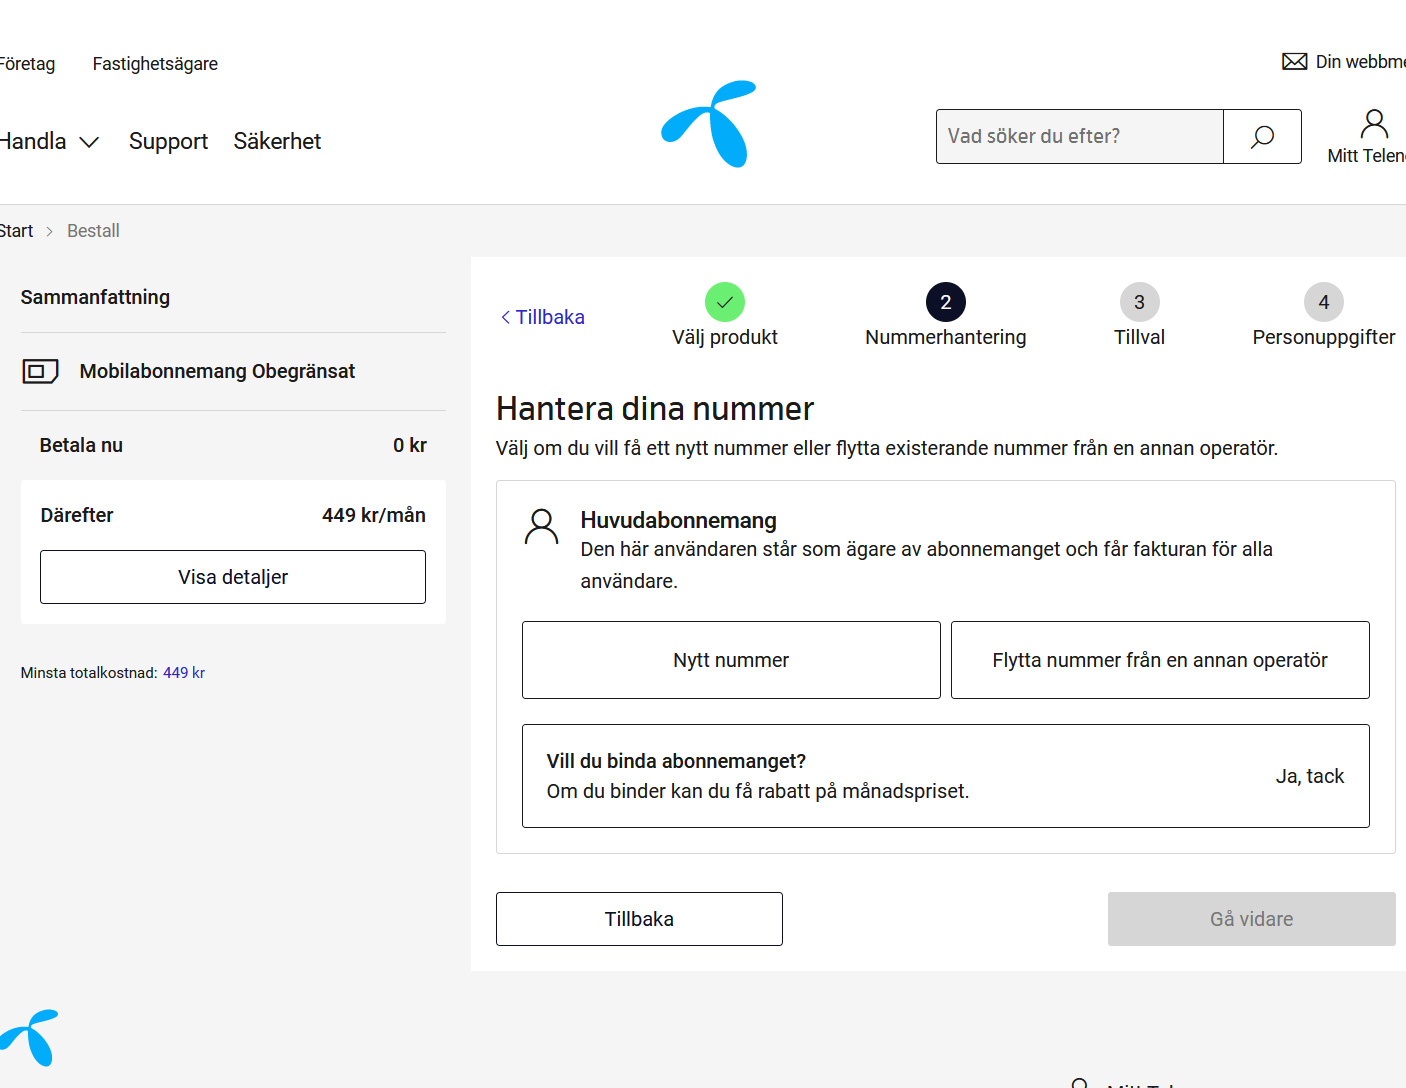 Företag
Fastighetsägare
Din webbme
Handla
Support
Säkerhet
Vad söker du efter?
Mitt Telen
Start
Bestall
Sammanfattning
Mobilabonnemang Obegränsat
Betala nu
0 kr
Därefter
449 kr/mån
Visa detaljer
Minsta totalkostnad: 449 kr
Tillbaka
Välj produkt
2
Nummerhantering
3
Tillval
4
Personuppgifter
Hantera dina nummer
Välj om du vill få ett nytt nummer eller flytta existerande nummer från en annan operatör.
Huvudabonnemang
Den här användaren står som ägare av abonnemanget och får fakturan för alla
användare.
Nytt nummer
Flytta nummer från en annan operatör
Vill du binda abonnemanget?
Om du binder kan du få rabatt på månadspriset.
Ja, tack
Tillbaka
Gå vidare